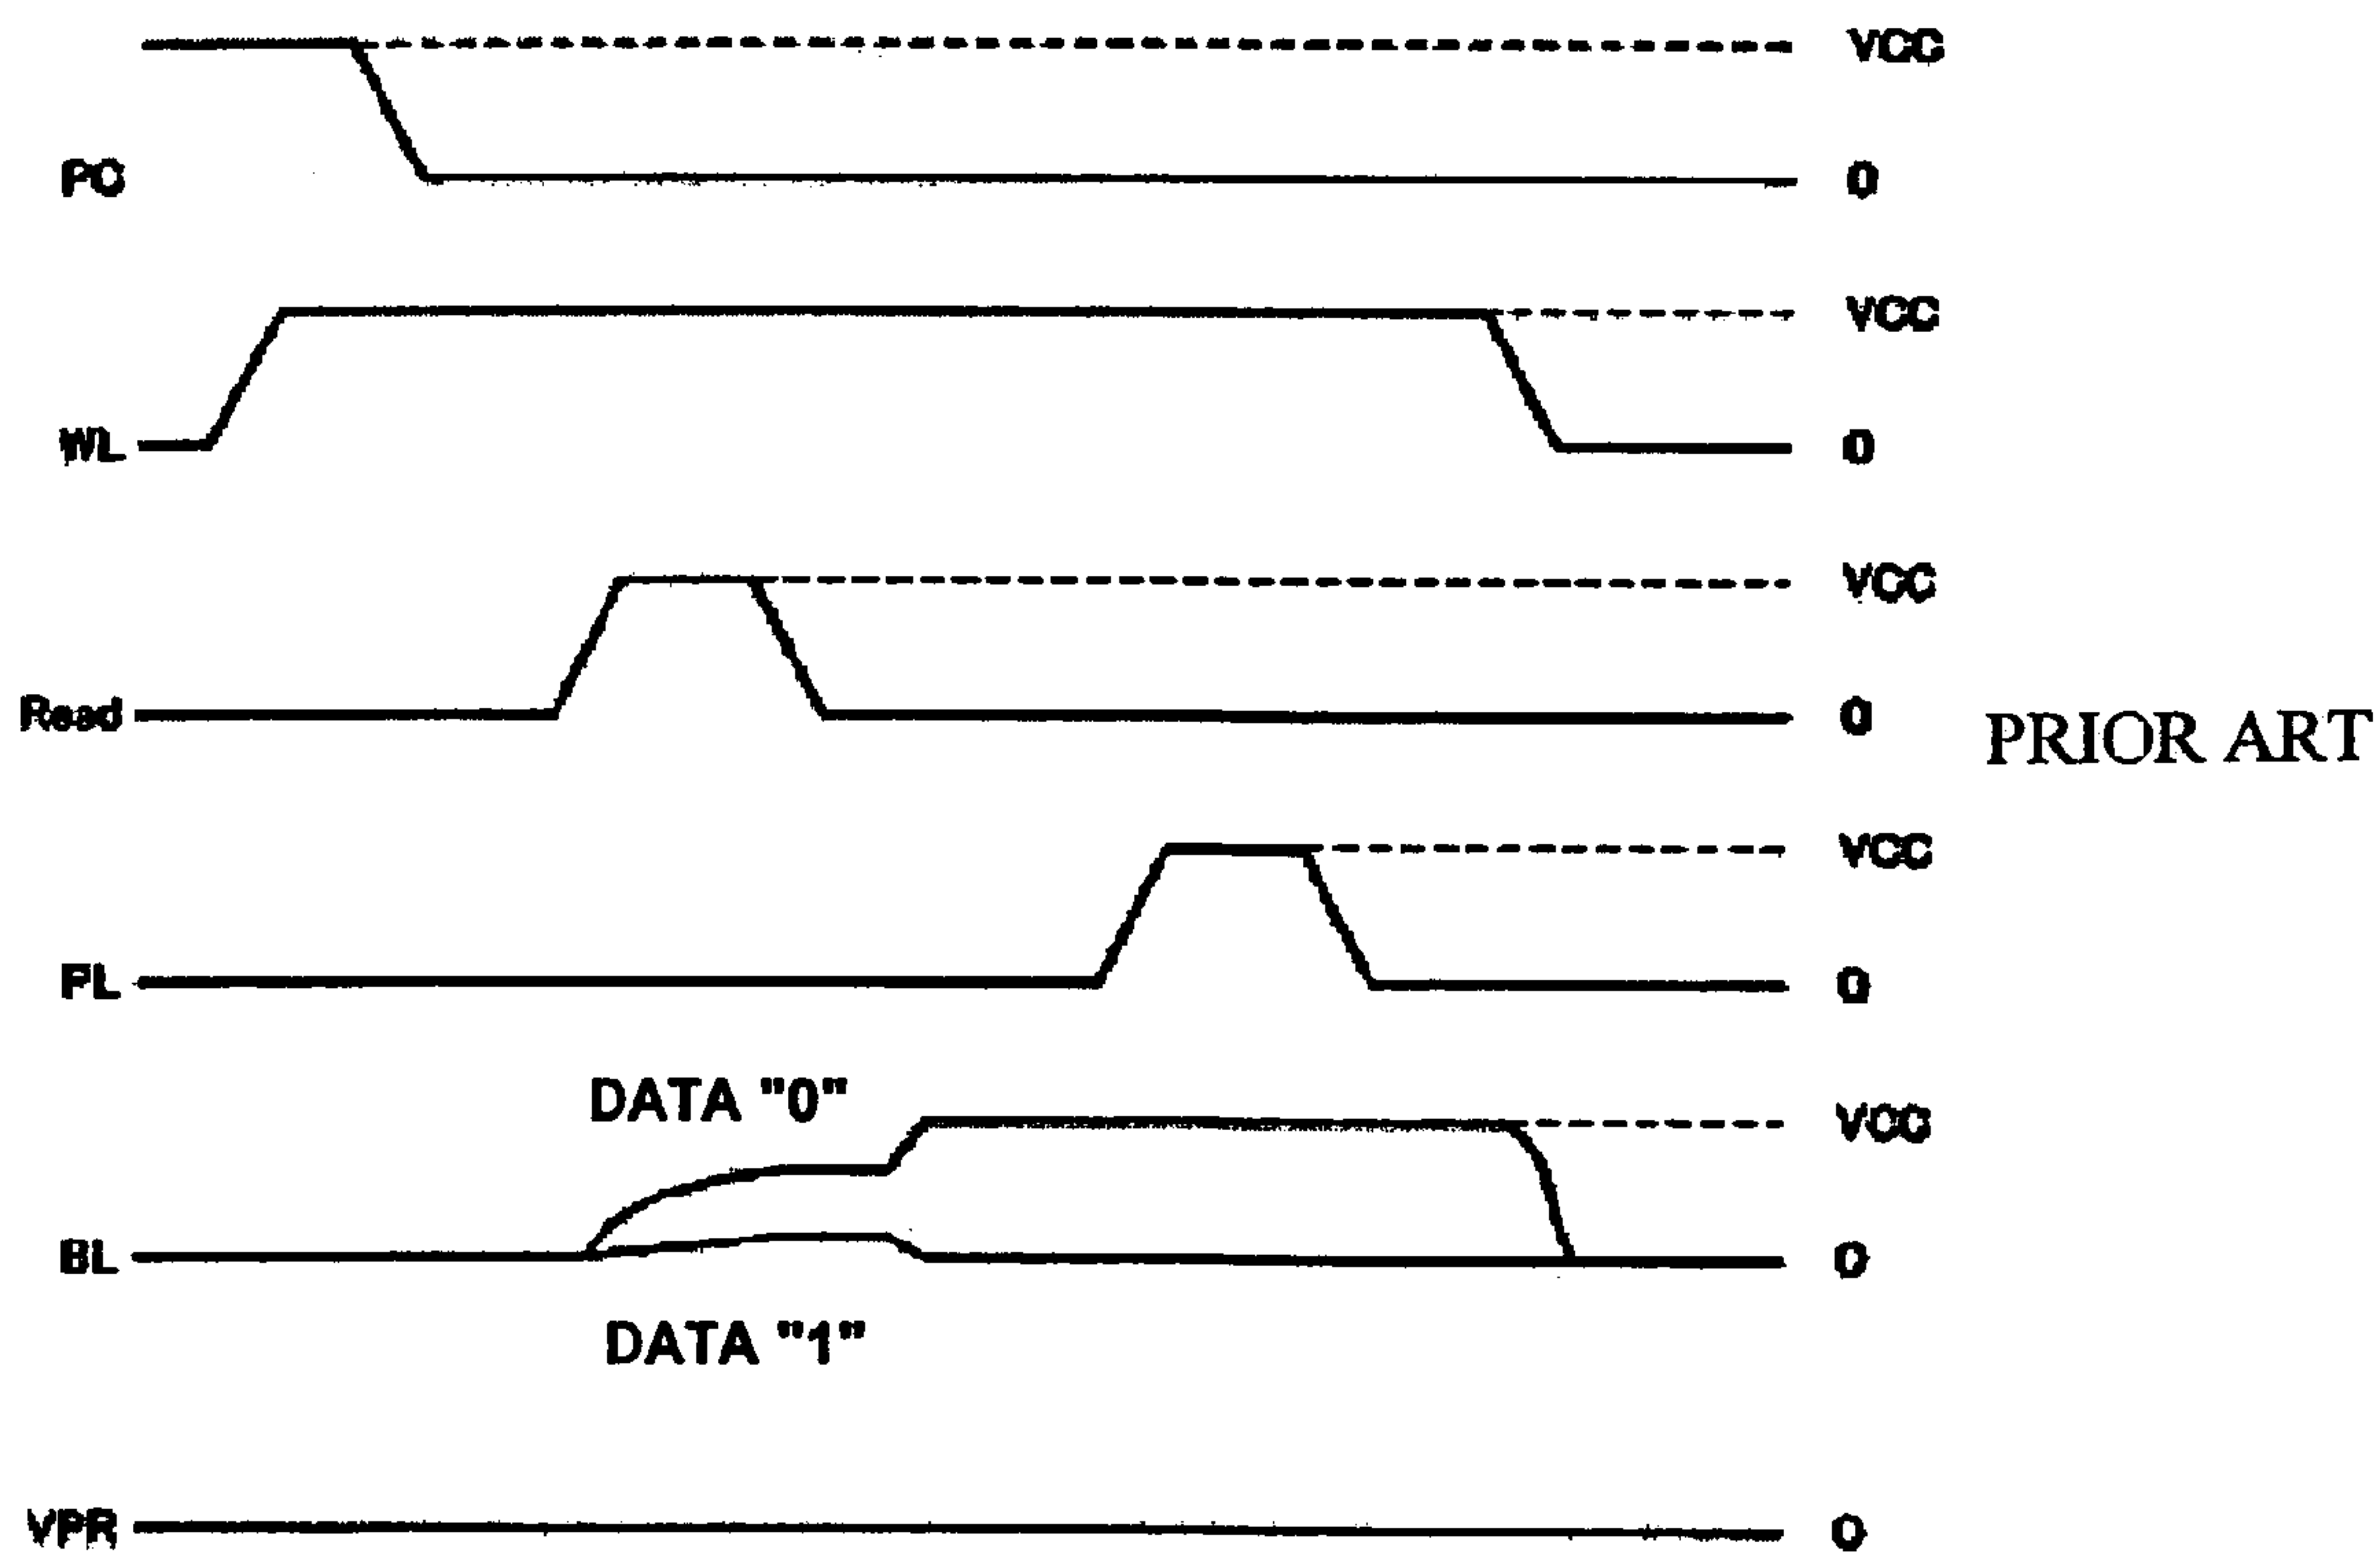 VCC
PC 0
VCC
WL 0
VCC
Read 0
PRIOR ART
VCC
PL 0
DATA "0"
VCC
BL 0
DATA "1"
VPR 0